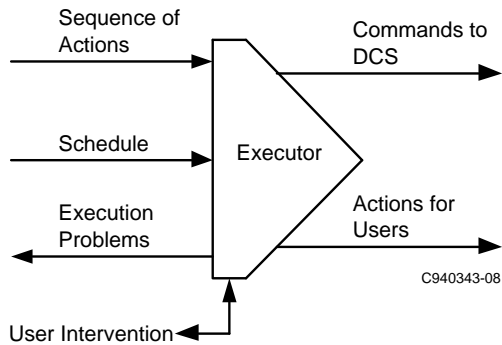 Sequence of
Actions
Commands to
DCS
Schedule
Executor
Execution
Problems
Actions for
Users
C940343-08
User Intervention